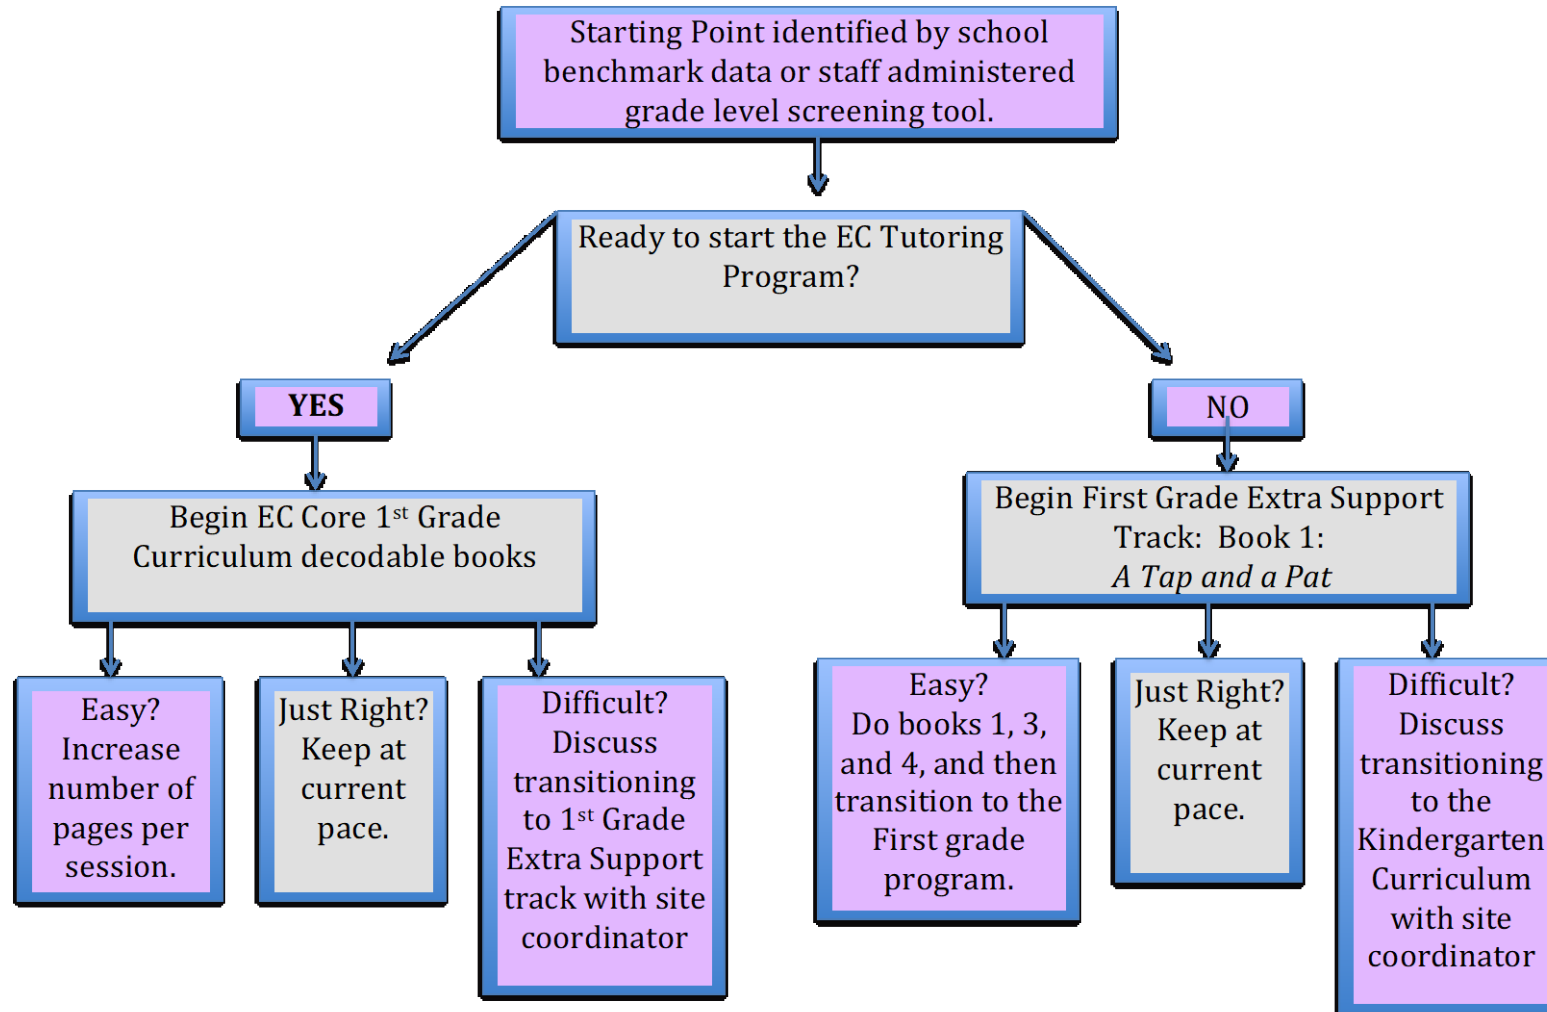 Starting Point identified by school
benchmark data or staff administered
grade level screening tool.
Ready to start the EC Tutoring
Program?
YES
NO
Begin EC Core 1st Grade
Curriculum decodable books
Begin First Grade Extra Support
Track:  Book 1:
A Tap and a Pat
Easy?
Increase
number of
pages per
session.
Just Right?
Keep at
current
pace.
Difficult?
Discuss
transitioning
to 1st Grade
Extra Support
track with site
coordinator
Easy?
Do books 1, 3,
and 4, and then
transition to the
First grade
program.
Just Right?
Keep at
current
pace.
Difficult?
Discuss
transitioning
to the
Kindergarten
Curriculum
with site
coordinator